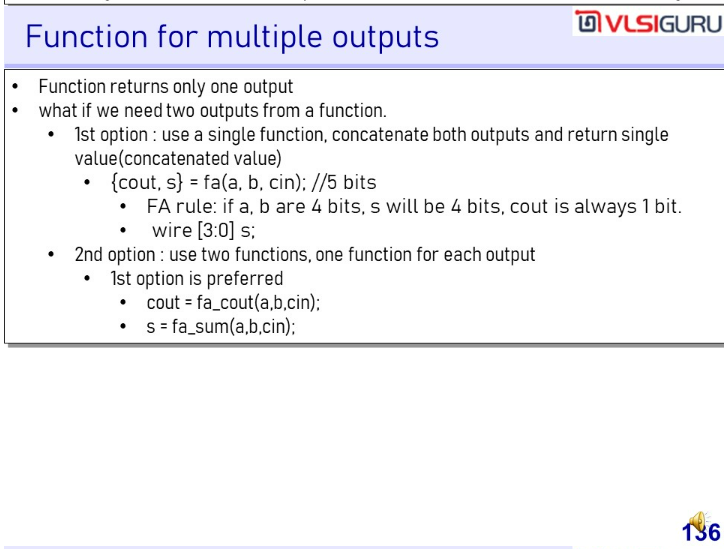 Function for multiple outputs
VLSIGURU
• Function returns only one output
• what if we need two outputs from a function.
• 1st option : use a single function, concatenate both outputs and return single
value(concatenated value)
• {cout, s} = fa(a, b, cin); //5 bits
• FA rule: if a, b are 4 bits, s will be 4 bits, cout is always 1 bit.
• wire [3:0] s;
• 2nd option : use two functions, one function for each output
• 1st option is preferred
• cout = fa_cout(a,b,cin);
• s = fa_sum(a,b,cin);
136